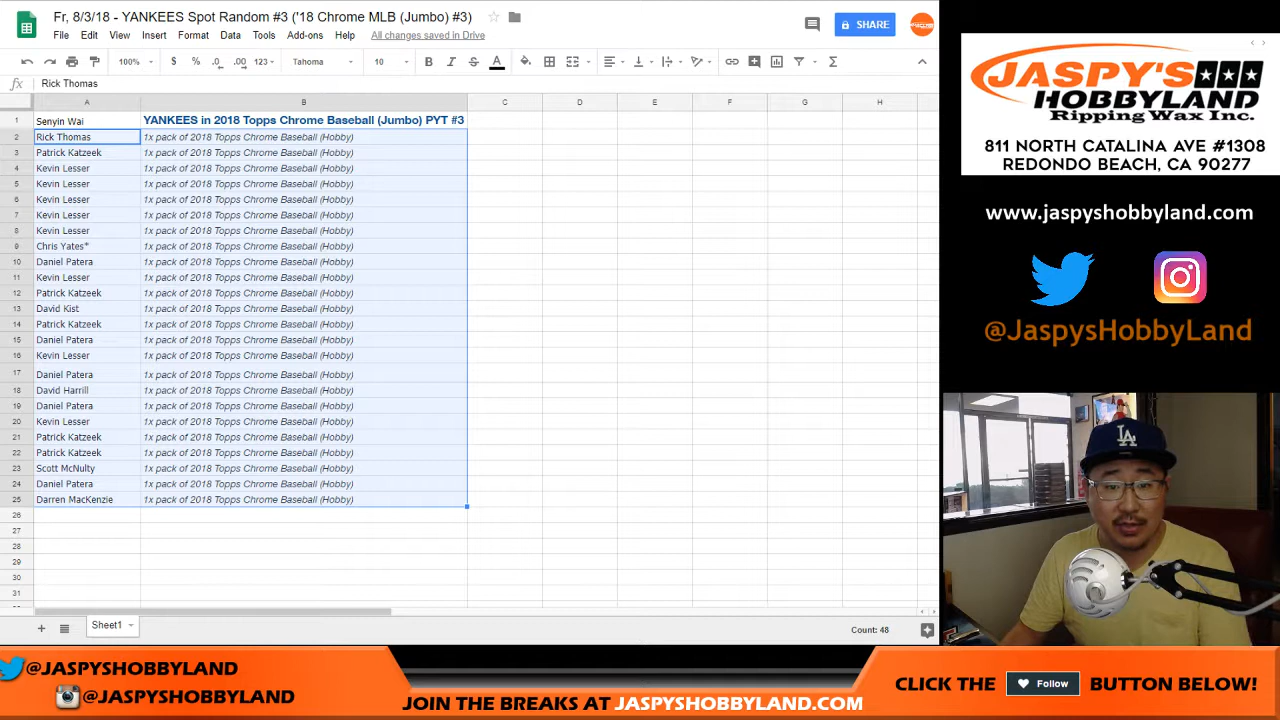 Fr, 8/3/18 - YANKEES Spot Random #3 ('18 Chrome MLB (Jumbo) #3)
File Edit View Insert Format Data Tools Add-ons Help All changes saved in Drive
SHARE
100% $ % .0 .00 123 Tahoma 10 B I S A
fx Rick Thomas
A B C D E F G H
1 Senyin Wai YANKEES in 2018 Topps Chrome Baseball (Jumbo) PYT #3
2 Rick Thomas 1x pack of 2018 Topps Chrome Baseball (Hobby)
3 Patrick Katzeek 1x pack of 2018 Topps Chrome Baseball (Hobby)
4 Kevin Lesser 1x pack of 2018 Topps Chrome Baseball (Hobby)
5 Kevin Lesser 1x pack of 2018 Topps Chrome Baseball (Hobby)
6 Kevin Lesser 1x pack of 2018 Topps Chrome Baseball (Hobby)
7 Kevin Lesser 1x pack of 2018 Topps Chrome Baseball (Hobby)
8 Kevin Lesser 1x pack of 2018 Topps Chrome Baseball (Hobby)
9 Chris Yates* 1x pack of 2018 Topps Chrome Baseball (Hobby)
10 Daniel Patera 1x pack of 2018 Topps Chrome Baseball (Hobby)
11 Kevin Lesser 1x pack of 2018 Topps Chrome Baseball (Hobby)
12 Patrick Katzeek 1x pack of 2018 Topps Chrome Baseball (Hobby)
13 David Kist 1x pack of 2018 Topps Chrome Baseball (Hobby)
14 Patrick Katzeek 1x pack of 2018 Topps Chrome Baseball (Hobby)
15 Daniel Patera 1x pack of 2018 Topps Chrome Baseball (Hobby)
16 Kevin Lesser 1x pack of 2018 Topps Chrome Baseball (Hobby)
17 Daniel Patera 1x pack of 2018 Topps Chrome Baseball (Hobby)
18 David Harrill 1x pack of 2018 Topps Chrome Baseball (Hobby)
19 Daniel Patera 1x pack of 2018 Topps Chrome Baseball (Hobby)
20 Kevin Lesser 1x pack of 2018 Topps Chrome Baseball (Hobby)
21 Patrick Katzeek 1x pack of 2018 Topps Chrome Baseball (Hobby)
22 Patrick Katzeek 1x pack of 2018 Topps Chrome Baseball (Hobby)
23 Scott McNulty 1x pack of 2018 Topps Chrome Baseball (Hobby)
24 Daniel Patera 1x pack of 2018 Topps Chrome Baseball (Hobby)
25 Darren MacKenzie 1x pack of 2018 Topps Chrome Baseball (Hobby)
26
27
28
29
30
31
Sheet1
Count: 48
JASPY'S
HOBBYLAND
Ripping Wax Inc.
811 NORTH CATALINA AVE #1308
REDONDO BEACH, CA 90277
www.jaspyshobbyland.com
@JaspysHobbyLand
LA
@JASPYSHOBBYLAND
@JASPYSHOBBYLAND
JOIN THE BREAKS AT JASPYSHOBBYLAND.COM
CLICK THE Follow BUTTON BELOW!